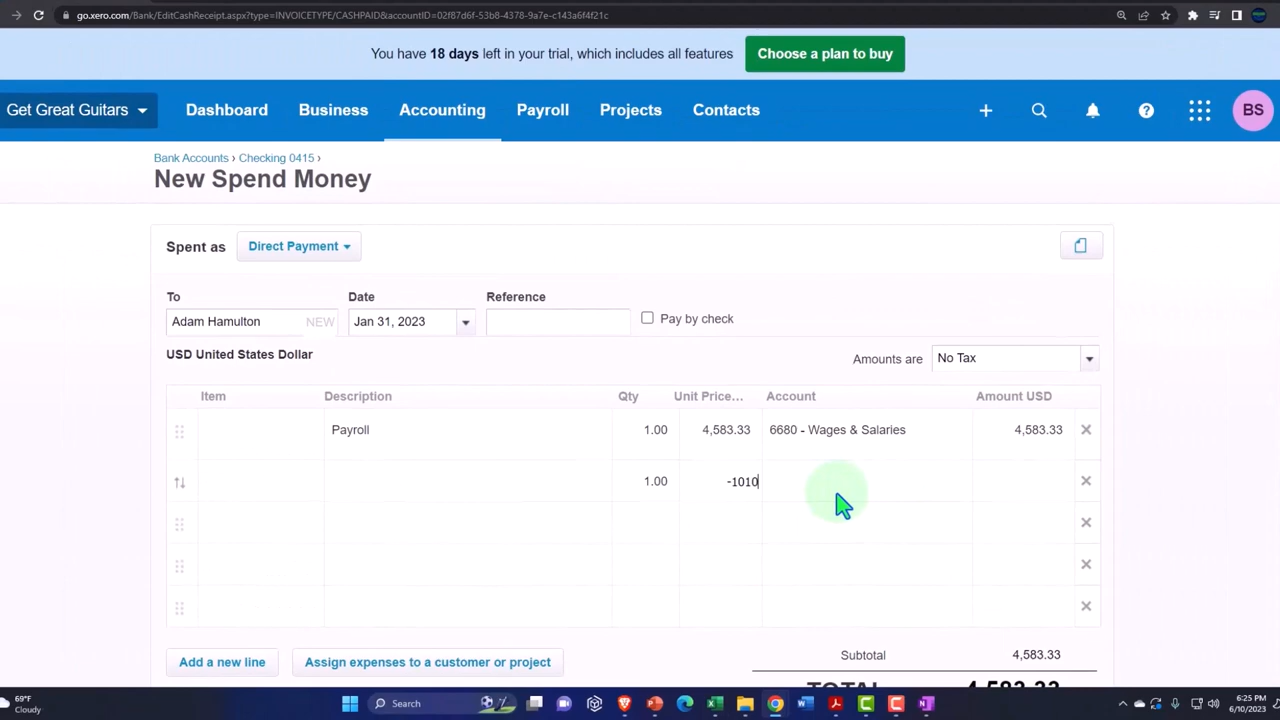 go.xero.com/Bank/EditCashReceipt.aspx?type=INVOICETYPE/CASHPAID&accountID=02f87d6f-53b8-4378-9a7e-c143a6f4f21c
You have 18 days left in your trial, which includes all features
Choose a plan to buy
Get Great Guitars
Dashboard
Business
Accounting
Payroll
Projects
Contacts
BS
Bank Accounts › Checking 0415 ›
New Spend Money
Spent as
Direct Payment
To
Date
Reference
Adam Hamulton
NEW
Jan 31, 2023
Pay by check
USD United States Dollar
Amounts are
No Tax
Item
Description
Qty
Unit Price…
Account
Amount USD
Payroll
1.00
4,583.33
6680 - Wages & Salaries
4,583.33
1.00
-1010
Add a new line
Assign expenses to a customer or project
Subtotal
4,583.33
TOTAL
4,583.33
69°F
Cloudy
Search
6:25 PM
6/10/2023